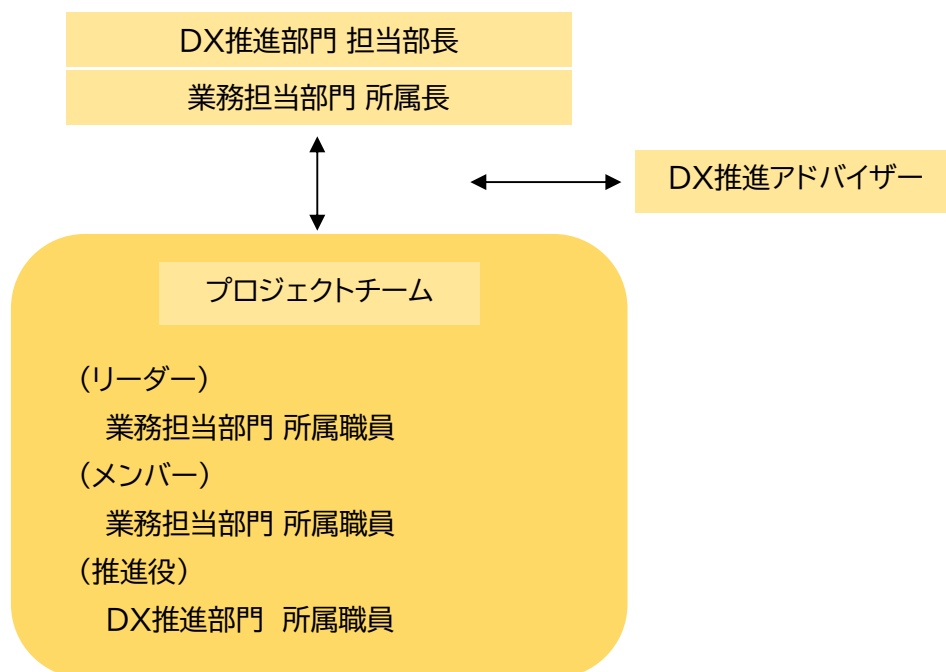 DX推進部門 担当部長
業務担当部門 所属長
DX推進アドバイザー
プロジェクトチーム
(リーダー)
業務担当部門 所属職員
(メンバー)
業務担当部門 所属職員
(推進役)
DX推進部門　所属職員